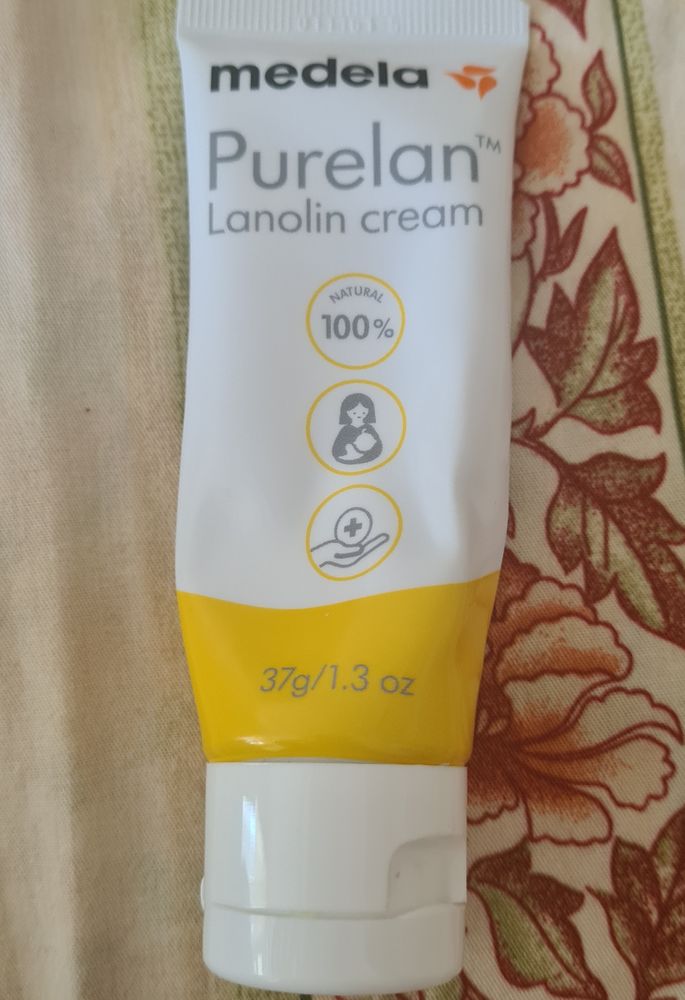 medela
Purelan™
Lanolin cream
NATURAL
100%
37g/1.3 oz